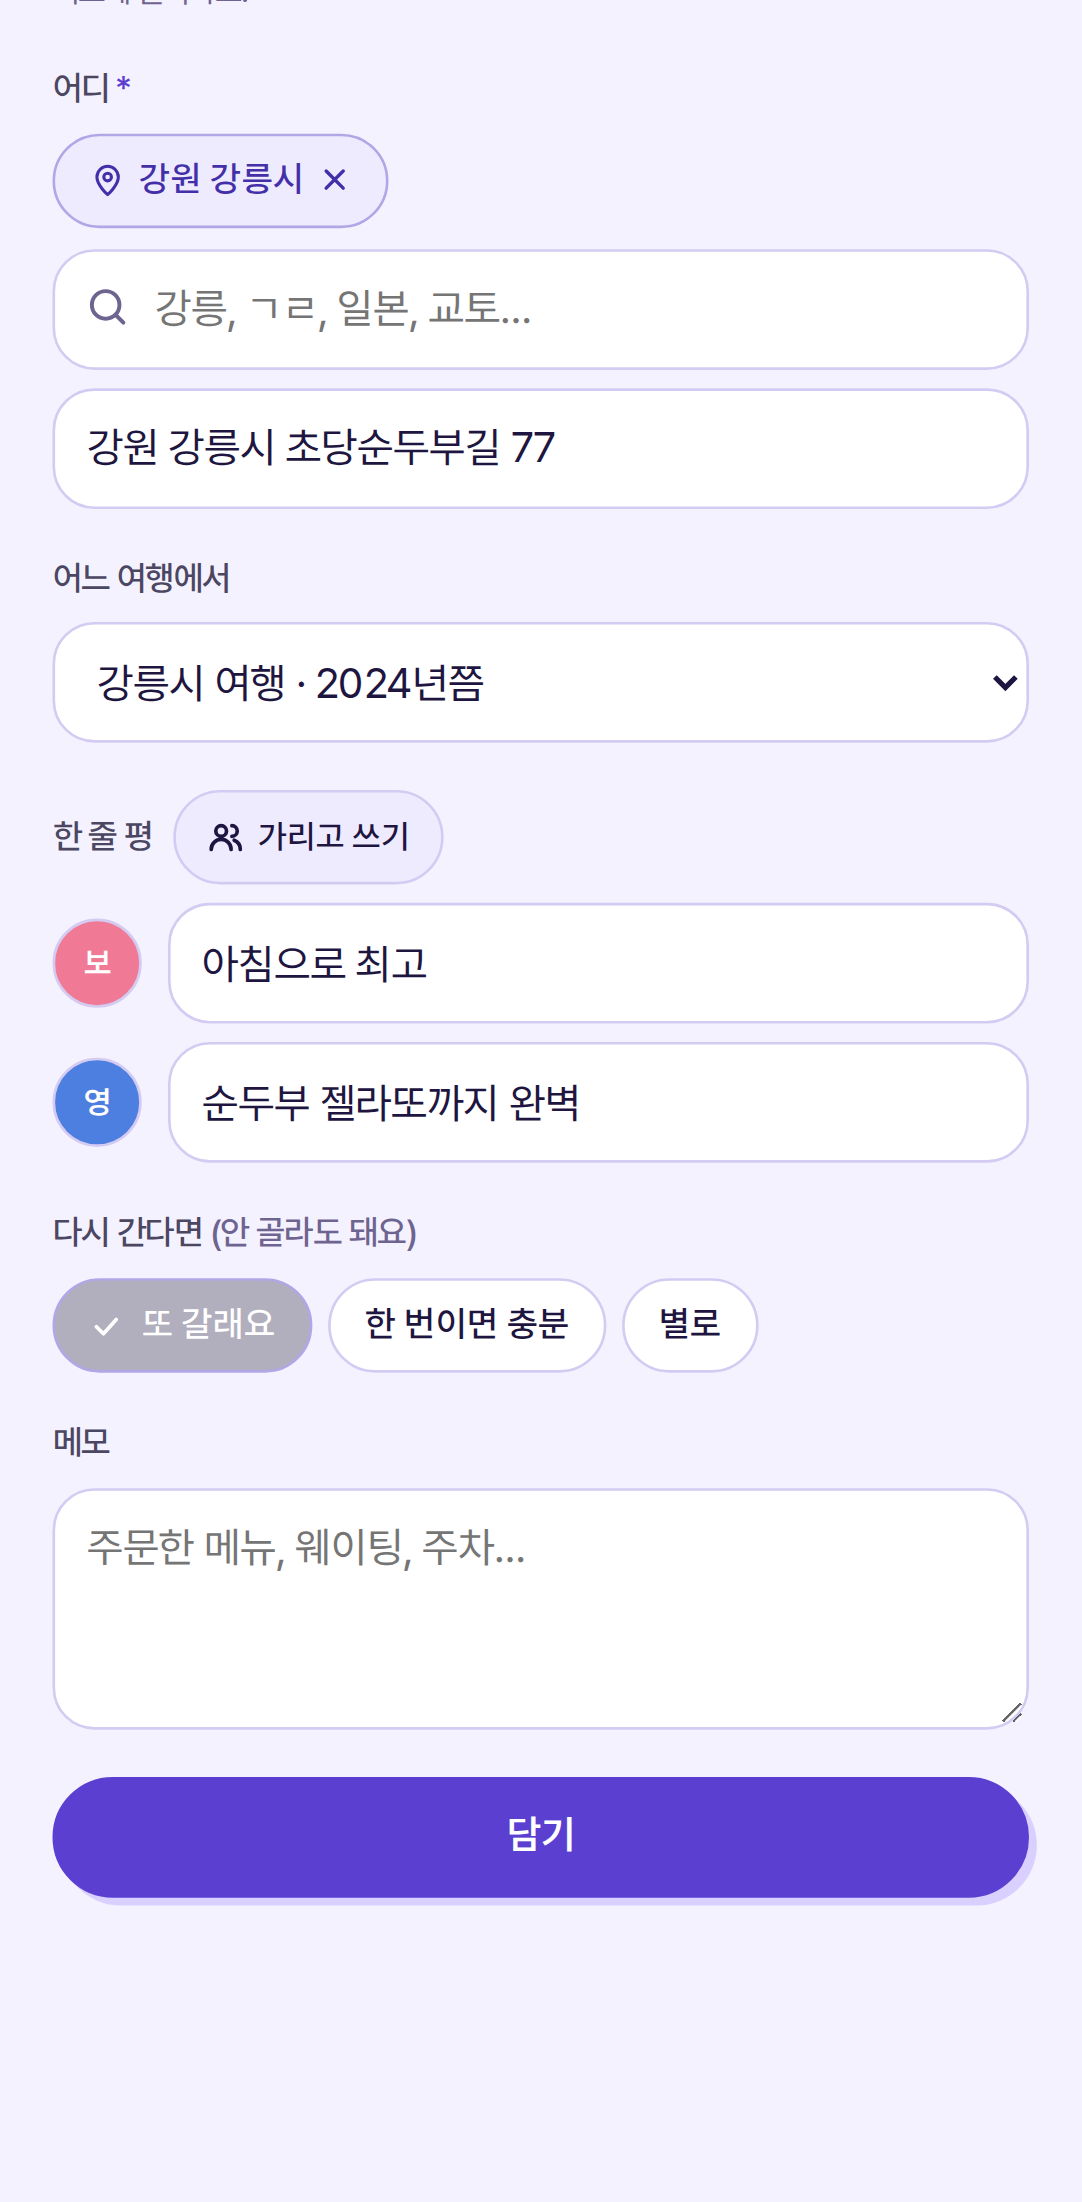 어디 *
강원 강릉시
강릉, ㄱㄹ, 일본, 교토...
강원 강릉시 초당순두부길 77
어느 여행에서
강릉시 여행 · 2024년쯤
한 줄 평 가리고 쓰기
보 아침으로 최고
영 순두부 젤라또까지 완벽
다시 간다면 (안 골라도 돼요)
또 갈래요 한 번이면 충분 별로
메모
주문한 메뉴, 웨이팅, 주차...
담기